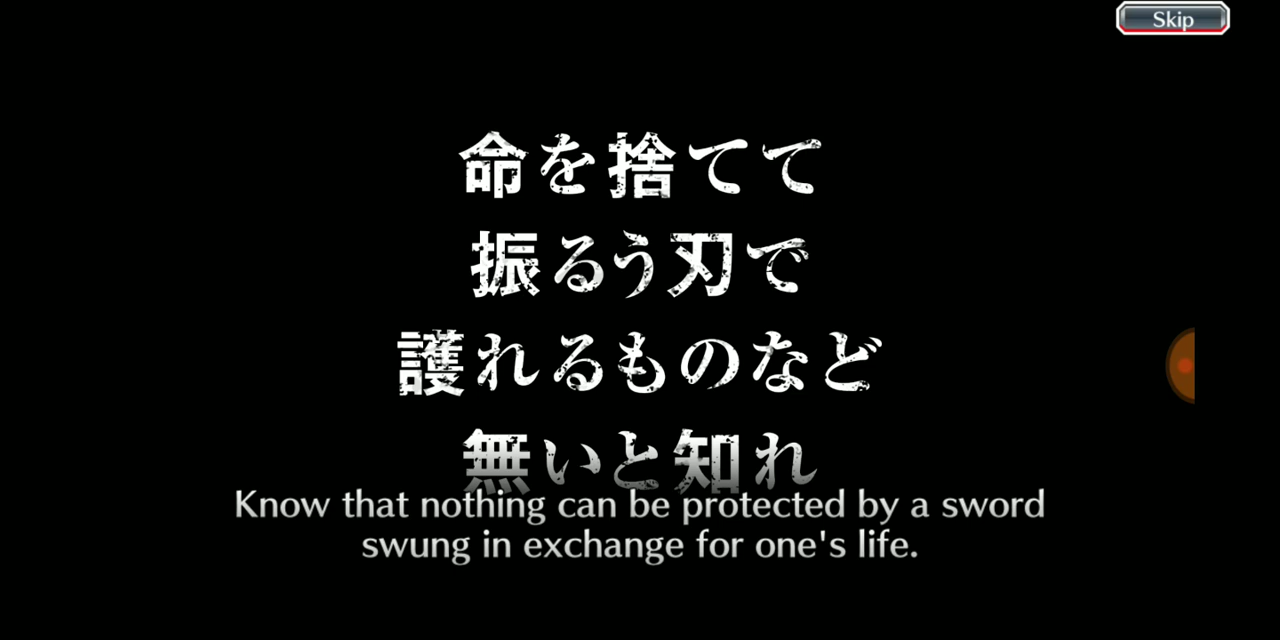 Skip
命を捨てて
振るう刃で
護れるものなど
無いと知れ
Know that nothing can be protected by a sword
swung in exchange for one's life.